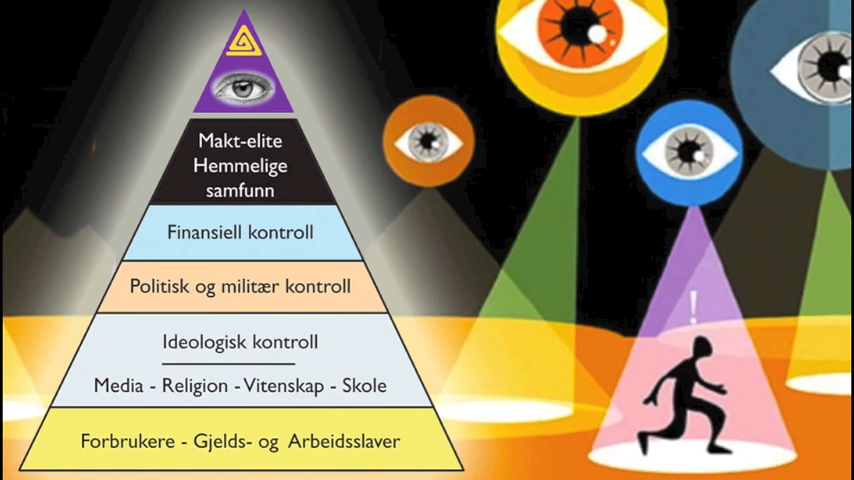 Makt-elite
Hemmelige
samfunn
Finansiell kontroll
Politisk og militær kontroll
Ideologisk kontroll
Media - Religion - Vitenskap - Skole
Forbrukere - Gjelds- og Arbeidsslaver
!